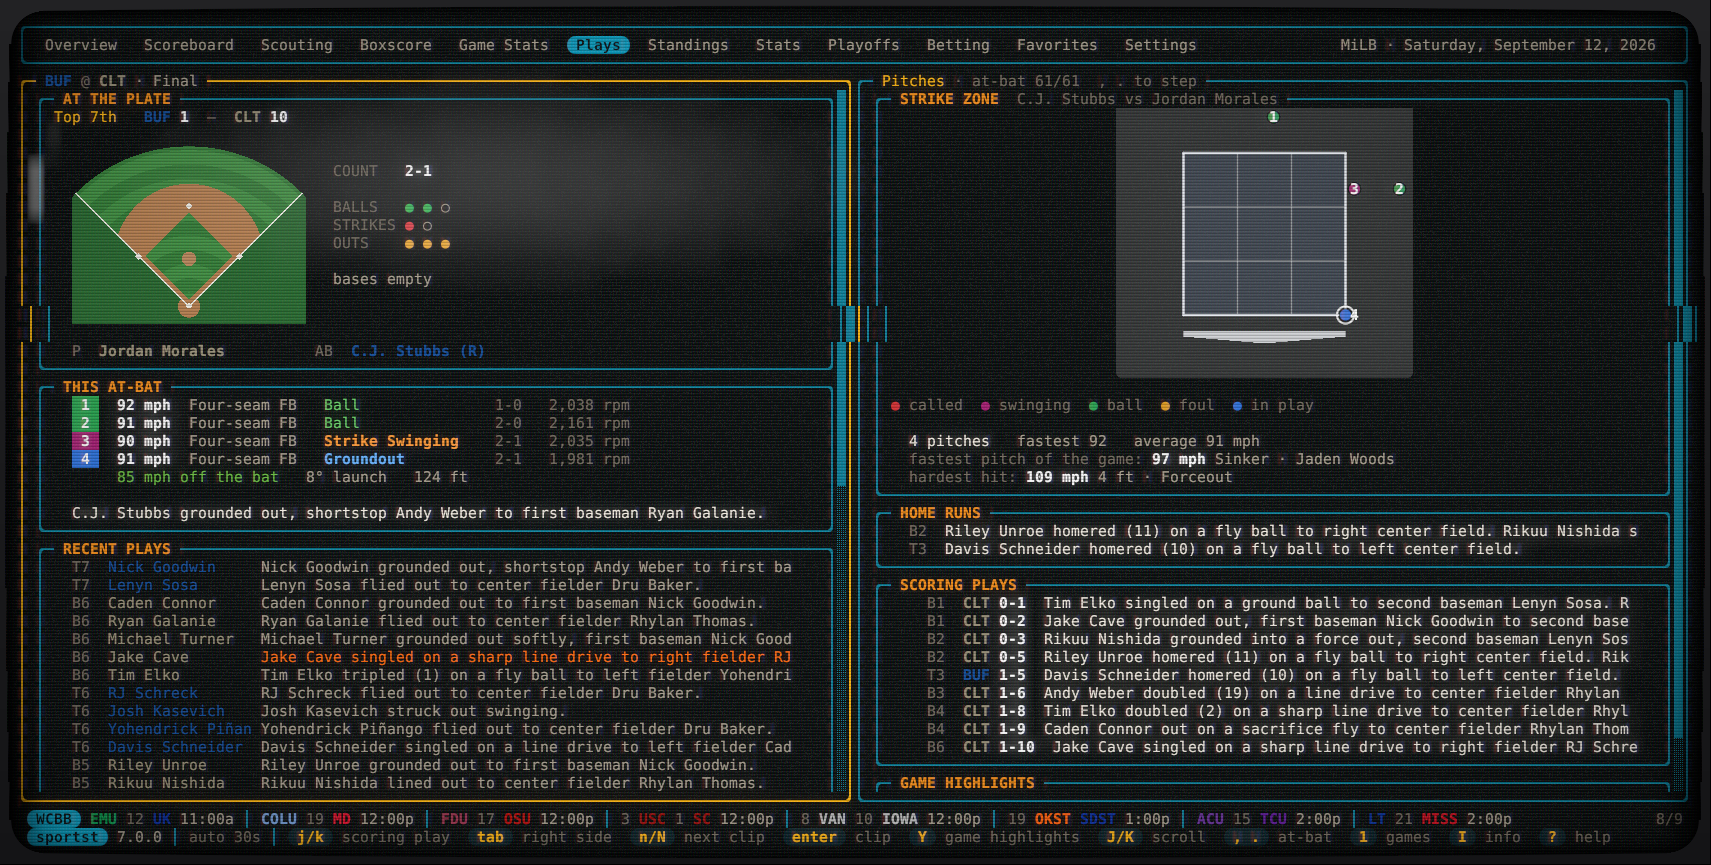 Overview Scoreboard Scouting Boxscore Game Stats Plays Standings Stats Playoffs Betting Favorites Settings MiLB · Saturday, September 12, 2026
BUF @ CLT · Final
AT THE PLATE
Top 7th BUF 1 — CLT 10
COUNT 2-1
BALLS
STRIKES
OUTS
bases empty
P Jordan Morales AB C.J. Stubbs (R)
THIS AT-BAT
1 92 mph Four-seam FB Ball 1-0 2,038 rpm
2 91 mph Four-seam FB Ball 2-0 2,161 rpm
3 90 mph Four-seam FB Strike Swinging 2-1 2,035 rpm
4 91 mph Four-seam FB Groundout 2-1 1,981 rpm
85 mph off the bat 8° launch 124 ft
C.J. Stubbs grounded out, shortstop Andy Weber to first baseman Ryan Galanie.
RECENT PLAYS
T7 Nick Goodwin Nick Goodwin grounded out, shortstop Andy Weber to first ba
T7 Lenyn Sosa Lenyn Sosa flied out to center fielder Dru Baker.
B6 Caden Connor Caden Connor grounded out to first baseman Nick Goodwin.
B6 Ryan Galanie Ryan Galanie flied out to center fielder Rhylan Thomas.
B6 Michael Turner Michael Turner grounded out softly, first baseman Nick Good
B6 Jake Cave Jake Cave singled on a sharp line drive to right fielder RJ
B6 Tim Elko Tim Elko tripled (1) on a fly ball to left fielder Yohendri
T6 RJ Schreck RJ Schreck flied out to center fielder Dru Baker.
T6 Josh Kasevich Josh Kasevich struck out swinging.
T6 Yohendrick Piñan Yohendrick Piñango flied out to center fielder Dru Baker.
T6 Davis Schneider Davis Schneider singled on a line drive to left fielder Cad
B5 Riley Unroe Riley Unroe grounded out to first baseman Nick Goodwin.
B5 Rikuu Nishida Rikuu Nishida lined out to center fielder Rhylan Thomas.
Pitches · at-bat 61/61 , . to step
STRIKE ZONE C.J. Stubbs vs Jordan Morales
1
3 2
4
called swinging ball foul in play
4 pitches fastest 92 average 91 mph
fastest pitch of the game: 97 mph Sinker · Jaden Woods
hardest hit: 109 mph 4 ft · Forceout
HOME RUNS
B2 Riley Unroe homered (11) on a fly ball to right center field. Rikuu Nishida s
T3 Davis Schneider homered (10) on a fly ball to left center field.
SCORING PLAYS
B1 CLT 0-1 Tim Elko singled on a ground ball to second baseman Lenyn Sosa. R
B1 CLT 0-2 Jake Cave grounded out, first baseman Nick Goodwin to second base
B2 CLT 0-3 Rikuu Nishida grounded into a force out, second baseman Lenyn Sos
B2 CLT 0-5 Riley Unroe homered (11) on a fly ball to right center field. Rik
T3 BUF 1-5 Davis Schneider homered (10) on a fly ball to left center field.
B3 CLT 1-6 Andy Weber doubled (19) on a line drive to center fielder Rhylan
B4 CLT 1-8 Tim Elko doubled (2) on a sharp line drive to center fielder Rhyl
B4 CLT 1-9 Caden Connor out on a sacrifice fly to center fielder Rhylan Thom
B6 CLT 1-10 Jake Cave singled on a sharp line drive to right fielder RJ Schre
GAME HIGHLIGHTS
WCBB EMU 12 UK 11:00a | COLU 19 MD 12:00p | FDU 17 OSU 12:00p | 3 USC 1 SC 12:00p | 8 VAN 10 IOWA 12:00p | 19 OKST SDST 1:00p | ACU 15 TCU 2:00p | LT 21 MISS 2:00p 8/9
sportst 7.0.0 | auto 30s | j/k scoring play tab right side n/N next clip enter clip Y game highlights J/K scroll , . at-bat 1 games I info ? help